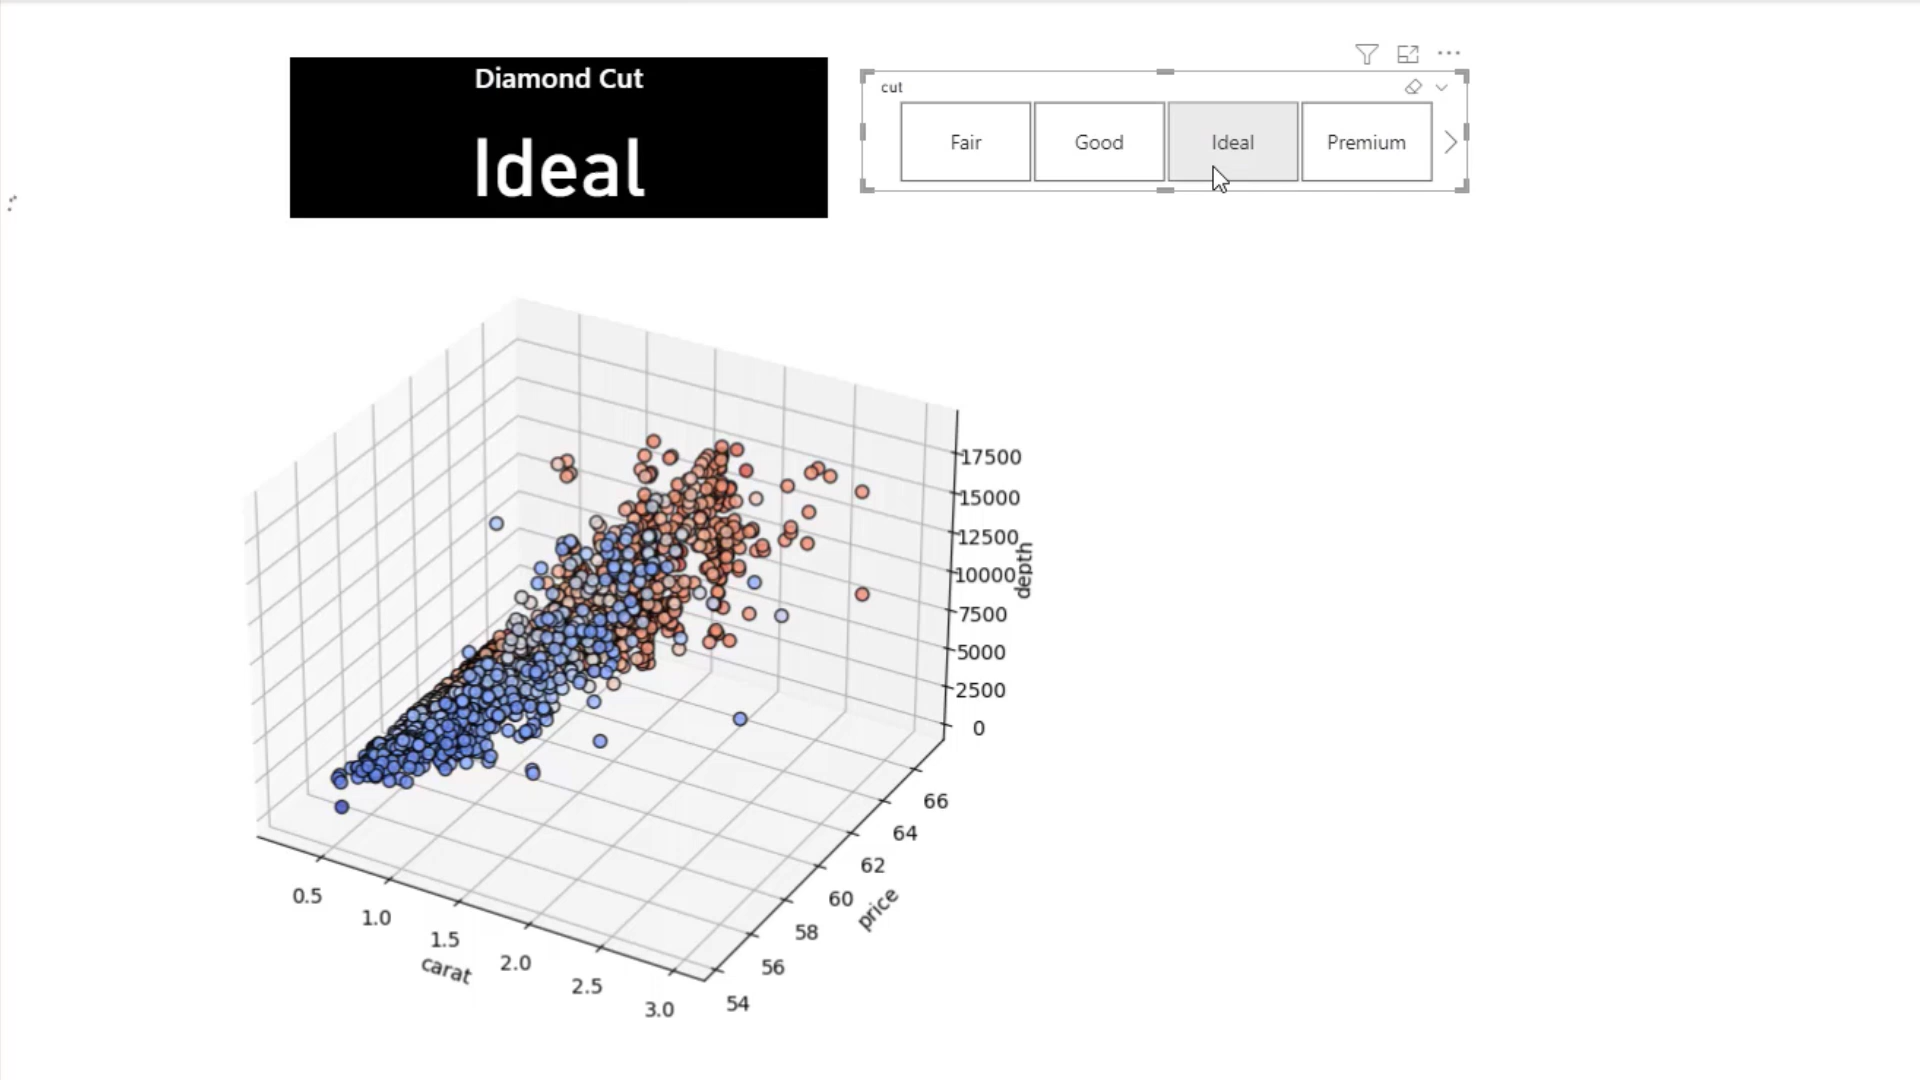 Diamond Cut
Ideal
cut
Fair
Good
Ideal
Premium
17500
15000
12500
10000
7500
5000
2500
0
depth
66
64
62
60
58
56
54
price
0.5
1.0
1.5
2.0
2.5
3.0
carat